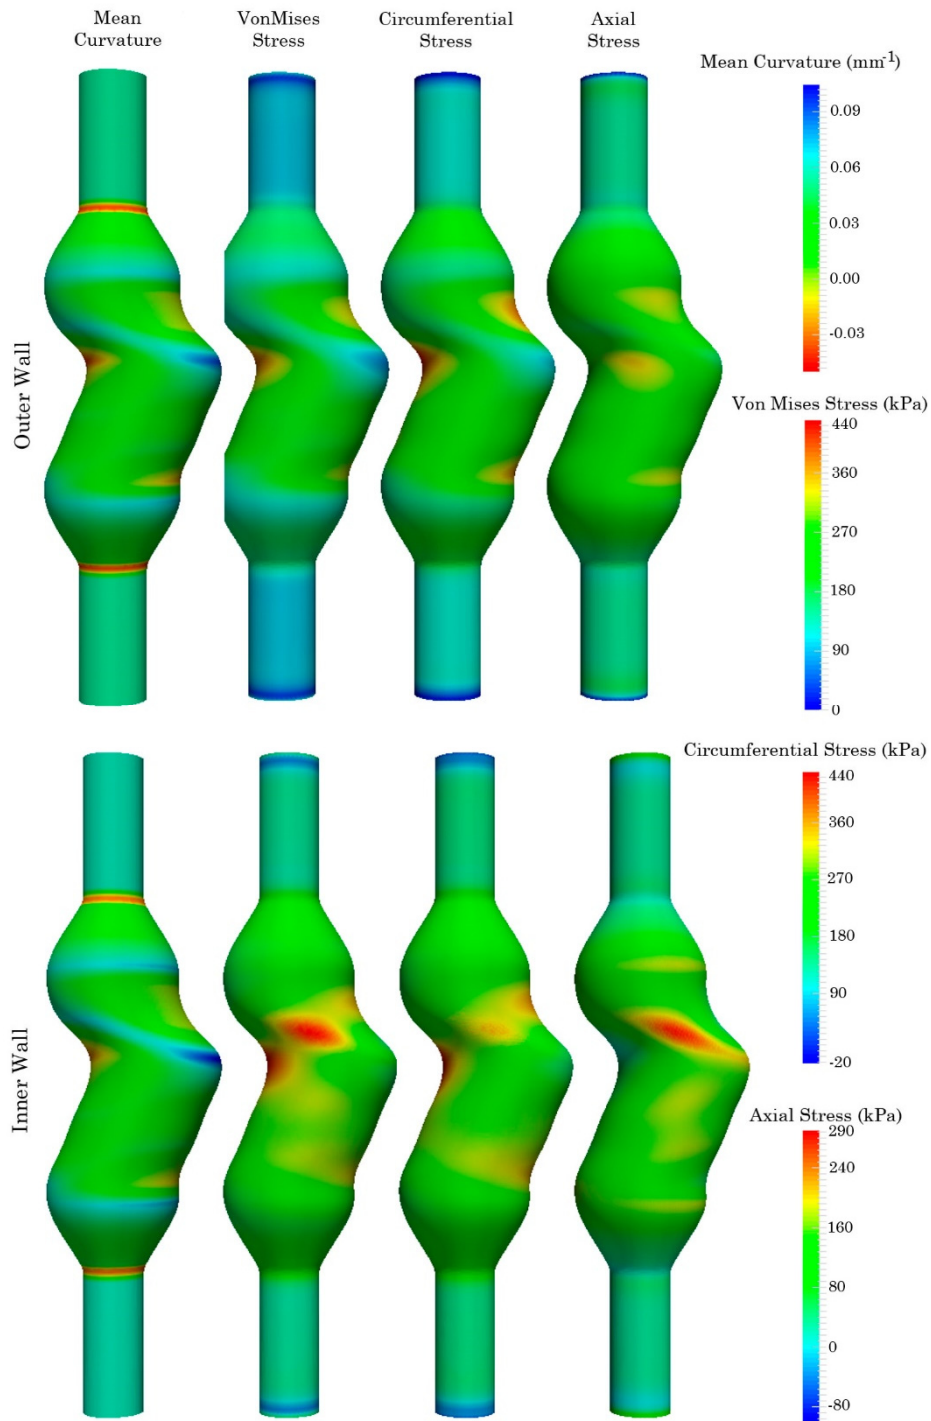 Mean
Curvature
VonMises
Stress
Circumferential
Stress
Axial
Stress
Mean Curvature (mm-1)
0.09
0.06
0.03
0.00
-0.03
Outer Wall
Von Mises Stress (kPa)
440
360
270
180
90
0
Circumferential Stress (kPa)
440
360
270
180
90
-20
Inner Wall
Axial Stress (kPa)
290
240
160
80
0
-80